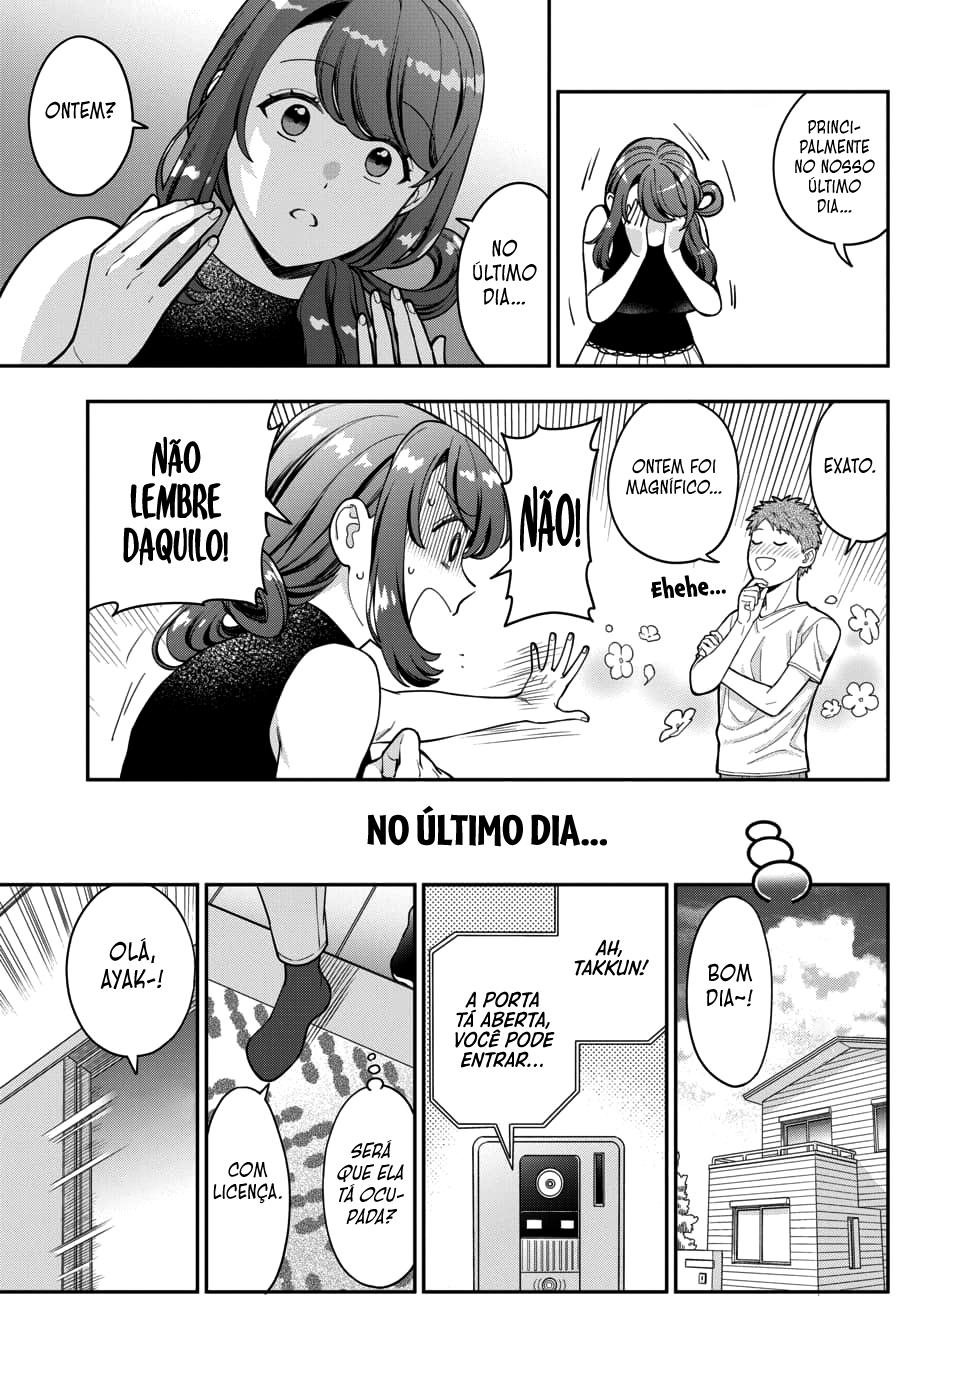 PRINCI-
PALMENTE
NO NOSSO
ÚLTIMO
DIA...
NO
ÚLTIMO
DIA...
ONTEM?
EXATO.
ONTEM FOI
MAGNÍFICO...
Ehehe...
NÃO!
NÃO
LEMBRE
DAQUILO!
NO ÚLTIMO DIA...
BOM
DIA~!
AH,
TAKKUN!
A PORTA
TÁ ABERTA,
VOCÊ PODE
ENTRAR...
SERÁ
QUE ELA
TÁ OCU-
PADA?
COM
LICENÇA.
OLÁ,
AYAK-!